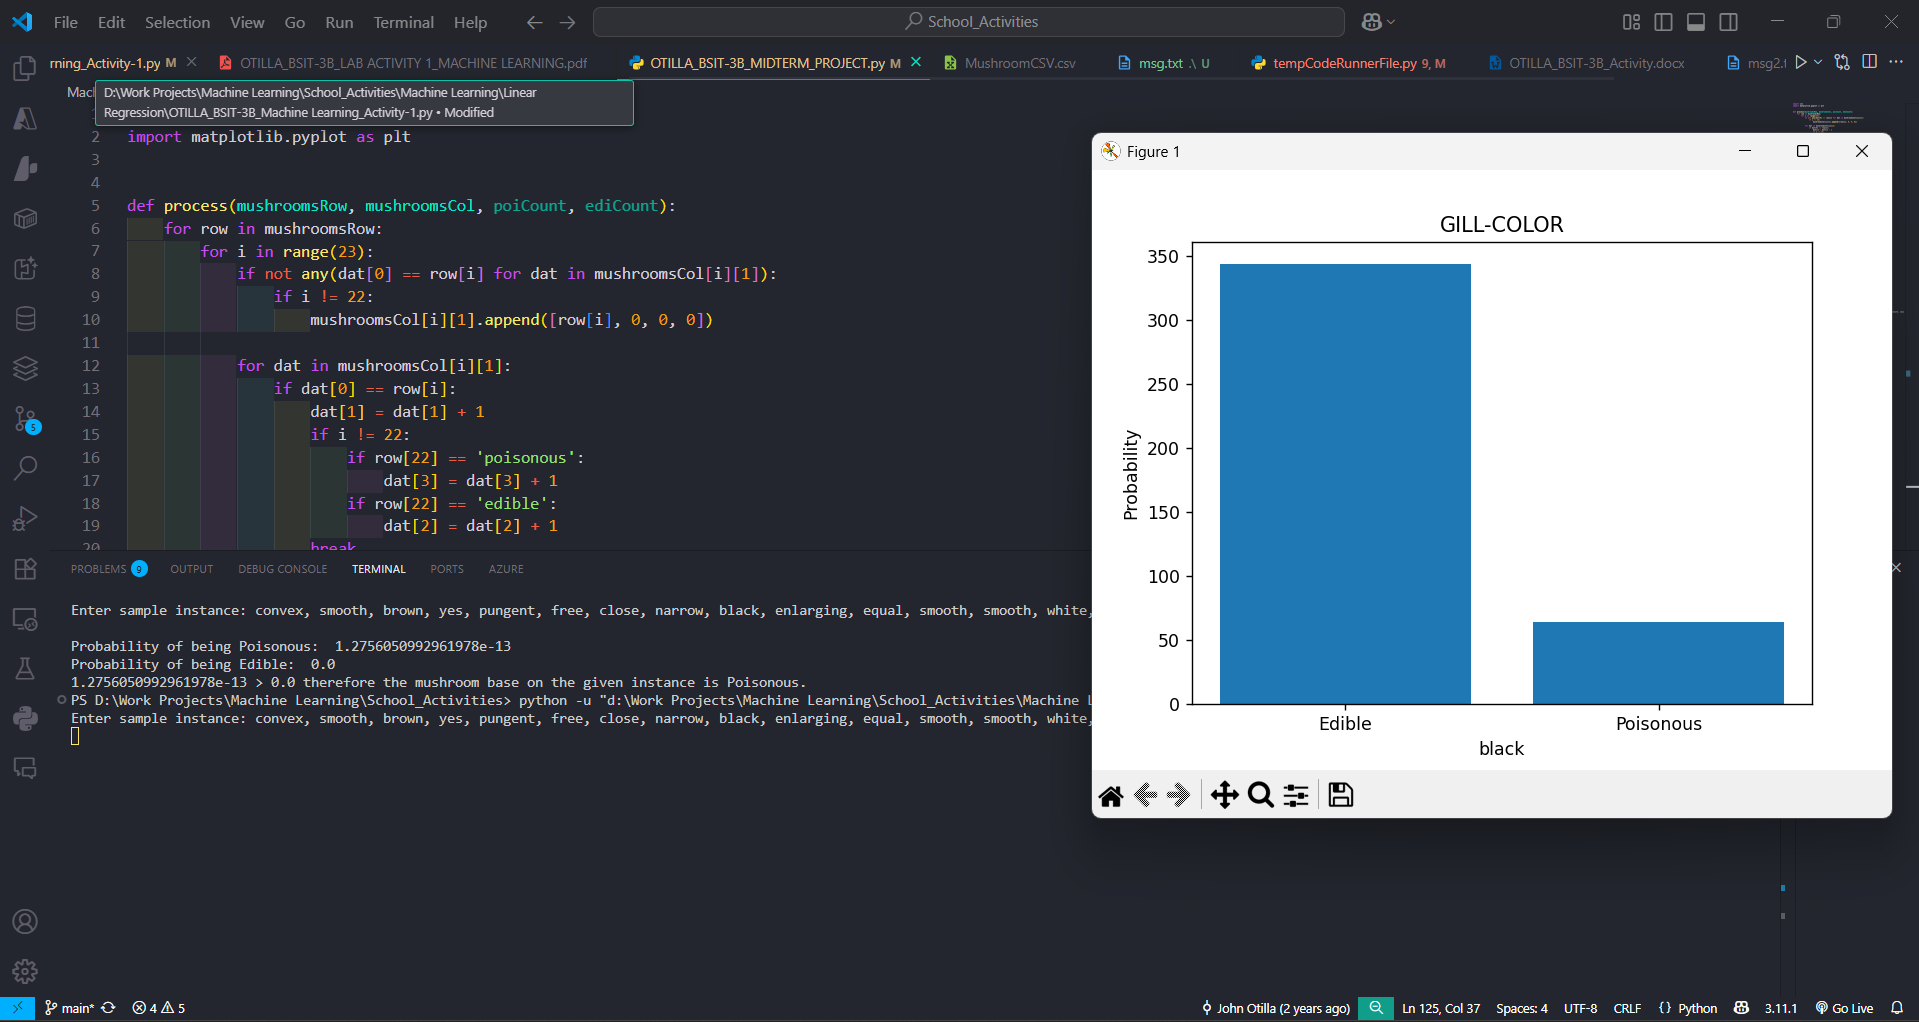 File Edit Selection View Go Run Terminal Help
School_Activities
rning_Activity-1.py M
OTILLA_BSIT-3B_LAB ACTIVITY 1_MACHINE LEARNING.pdf
OTILLA_BSIT-3B_MIDTERM_PROJECT.py M
MushroomCSV.csv
msg.txt .\ U
tempCodeRunnerFile.py 9, M
OTILLA_BSIT-3B_Activity.docx
msg2.t
Mac
D:\Work Projects\Machine Learning\School_Activities\Machine Learning\Linear
Regression\OTILLA_BSIT-3B_Machine Learning_Activity-1.py • Modified
2 import matplotlib.pyplot as plt
3
4
5 def process(mushroomsRow, mushroomsCol, poiCount, ediCount):
6 for row in mushroomsRow:
7 for i in range(23):
8 if not any(dat[0] == row[i] for dat in mushroomsCol[i][1]):
9 if i != 22:
10 mushroomsCol[i][1].append([row[i], 0, 0, 0])
11
12 for dat in mushroomsCol[i][1]:
13 if dat[0] == row[i]:
14 dat[1] = dat[1] + 1
15 if i != 22:
16 if row[22] == 'poisonous':
17 dat[3] = dat[3] + 1
18 if row[22] == 'edible':
19 dat[2] = dat[2] + 1
20 break
PROBLEMS 9 OUTPUT DEBUG CONSOLE TERMINAL PORTS AZURE
Enter sample instance: convex, smooth, brown, yes, pungent, free, close, narrow, black, enlarging, equal, smooth, smooth, white,
Probability of being Poisonous: 1.2756050992961978e-13
Probability of being Edible: 0.0
1.2756050992961978e-13 > 0.0 therefore the mushroom base on the given instance is Poisonous.
PS D:\Work Projects\Machine Learning\School_Activities> python -u "d:\Work Projects\Machine Learning\School_Activities\Machine L
Enter sample instance: convex, smooth, brown, yes, pungent, free, close, narrow, black, enlarging, equal, smooth, smooth, white,
Figure 1
GILL-COLOR
350
300
250
200
150
100
50
0
Probability
Edible Poisonous
black
5
main* 4 5
John Otilla (2 years ago) Ln 125, Col 37 Spaces: 4 UTF-8 CRLF {} Python 3.11.1 Go Live